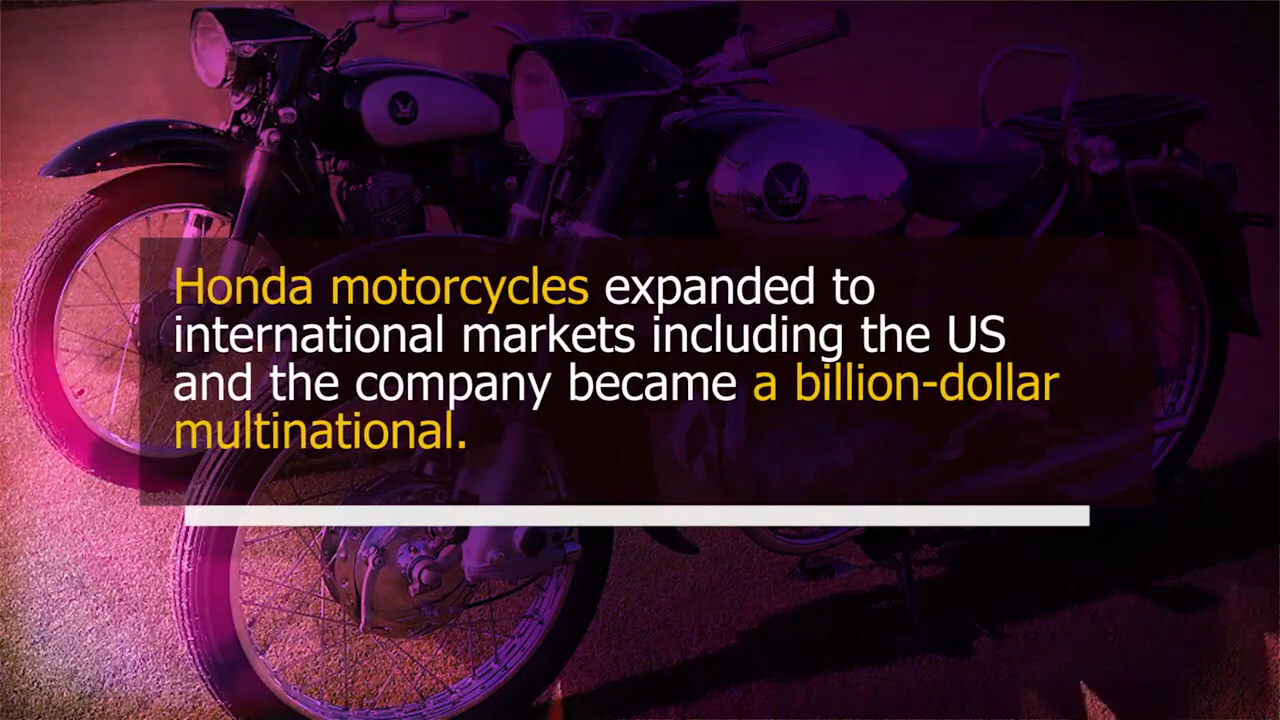 Honda motorcycles expanded to
international markets including the US
and the company became a billion-dollar
multinational.